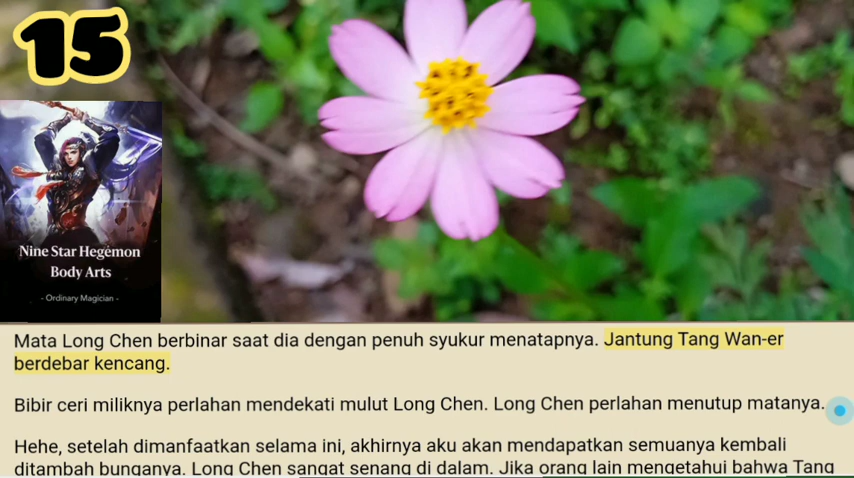 15
Nine Star Hegemon
Body Arts
- Ordinary Magician -
Mata Long Chen berbinar saat dia dengan penuh syukur menatapnya. Jantung Tang Wan-er
berdebar kencang.
Bibir ceri miliknya perlahan mendekati mulut Long Chen. Long Chen perlahan menutup matanya.
Hehe, setelah dimanfaatkan selama ini, akhirnya aku akan mendapatkan semuanya kembali
ditambah bunganya. Long Chen sangat senang di dalam. Jika orang lain mengetahui bahwa Tang